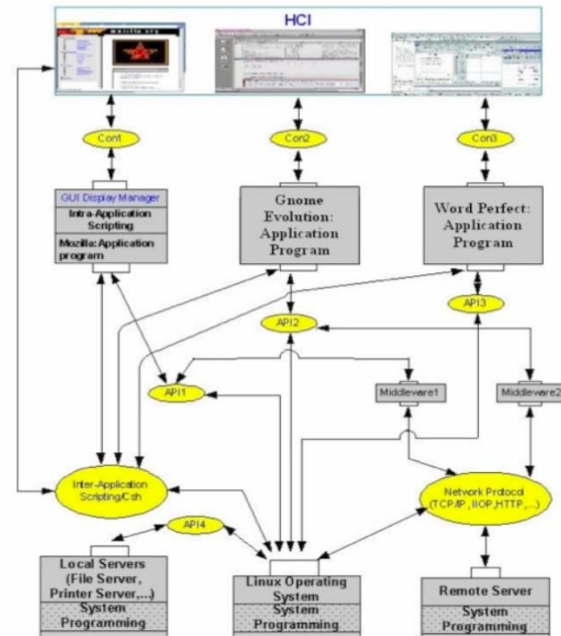 HCI
mozilla.org
Con1
Con2
Con3
GUI Display Manager
Intra-Application
Scripting
Mozilla: Application
program
Gnome
Evolution:
Application
Program
Word Perfect:
Application
Program
API3
API2
API1
Middleware1
Middleware2
Inter-Application
Scripting/Csh
Network Protocol
(TCP/IP, IIOP,HTTP,...)
API4
Local Servers
(File Server,
Printer Server,...)
System
Programming
Linux Operating
System
System
Programming
Remote Server
System
Programming